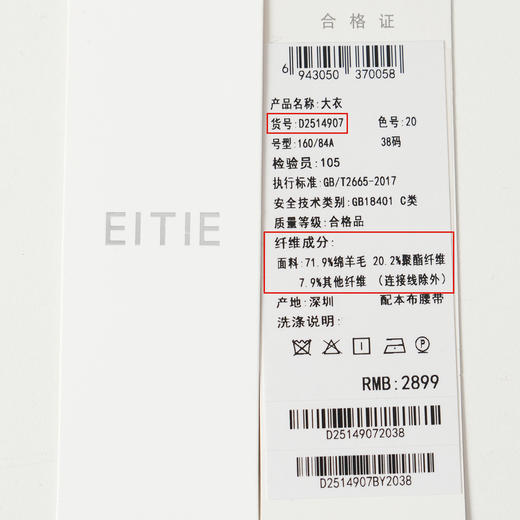 EITIE
合格证
6 943050 370058
产品名称:大衣
货号:D2514907 色号:20
号型:160/84A 38码
检验员:105
执行标准:GB/T2665-2017
安全技术类别:GB18401 C类
质量等级:合格品
纤维成分:
面料:71.9%绵羊毛 20.2%聚酯纤维
7.9%其他纤维 (连接线除外)
产地:深圳 配本布腰带
洗涤说明:
P
RMB:2899
D25149072038
D2514907BY2038